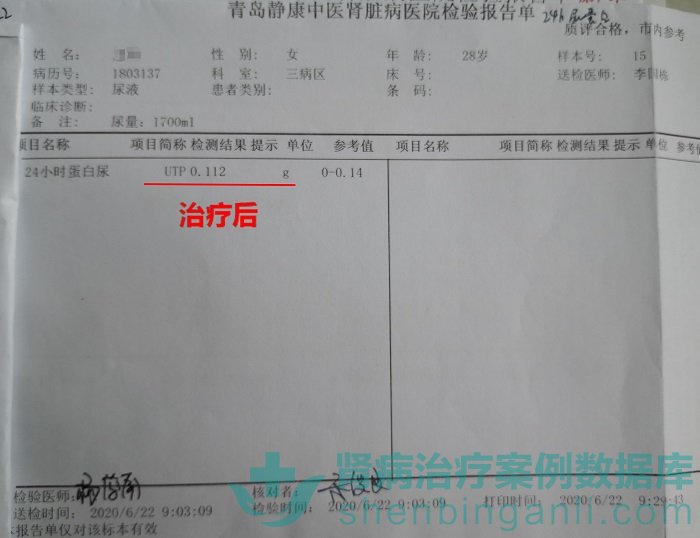 青岛静康中医肾脏病医院检验报告单
质评合格，市内参考
姓 名： 性 别： 女 年 龄： 28岁 样本号： 15
病历号： 1803137 科 室： 三病区 床 号： 送检医师：
样本类型： 尿液 患者类别： 条 码：
临床诊断：
备 注： 尿量：1700ml
项目名称 项目简称 检测结果 提示 单位 参考值 项目名称 项目简称 检测结果 提示 单位 参考值
24小时蛋白尿 UTP 0.112 g 0-0.14
治疗后
肾病治疗案例数据库
shenbinganli.com
检验医师： 核对者：
送检时间： 2020/6/22 9:03:09 检验时间： 2020/6/22 9:03:09 打印时间： 2020/6/22 9:29:43
本报告单仅对该标本有效